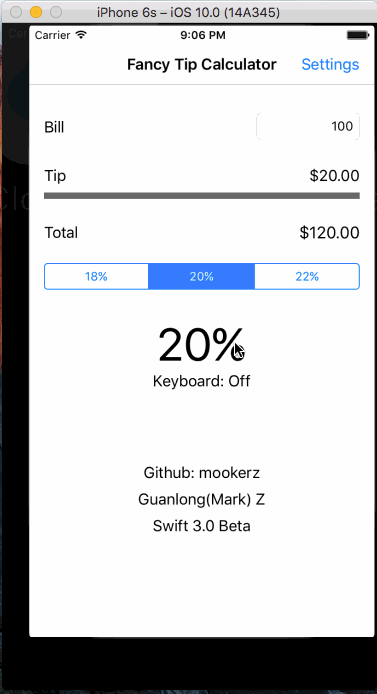 iPhone 6s – iOS 10.0 (14A345)
Carrier 9:06 PM
Fancy Tip Calculator Settings
Bill 100
Tip $20.00
Total $120.00
18% 20% 22%
20%
Keyboard: Off
Github: mookerz
Guanlong(Mark) Z
Swift 3.0 Beta